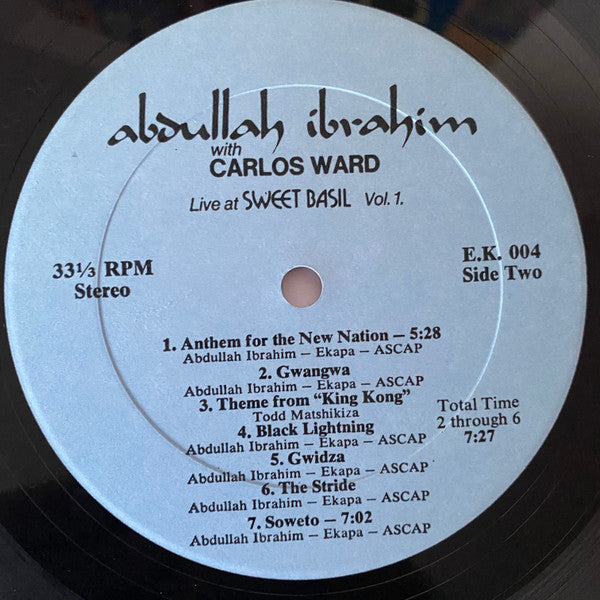 abdullah ibrahim
with
CARLOS WARD
Live at SWEET BASIL Vol. 1.
33⅓ RPM
Stereo
E.K. 004
Side Two
1. Anthem for the New Nation — 5:28
Abdullah Ibrahim — Ekapa — ASCAP
2. Gwangwa
Abdullah Ibrahim — Ekapa — ASCAP
3. Theme from "King Kong"
Todd Matshikiza
4. Black Lightning
Abdullah Ibrahim — Ekapa — ASCAP
5. Gwidza
Abdullah Ibrahim — Ekapa — ASCAP
6. The Stride
Abdullah Ibrahim — Ekapa — ASCAP
7. Soweto — 7:02
Abdullah Ibrahim — Ekapa — ASCAP
Total Time
2 through 6
7:27